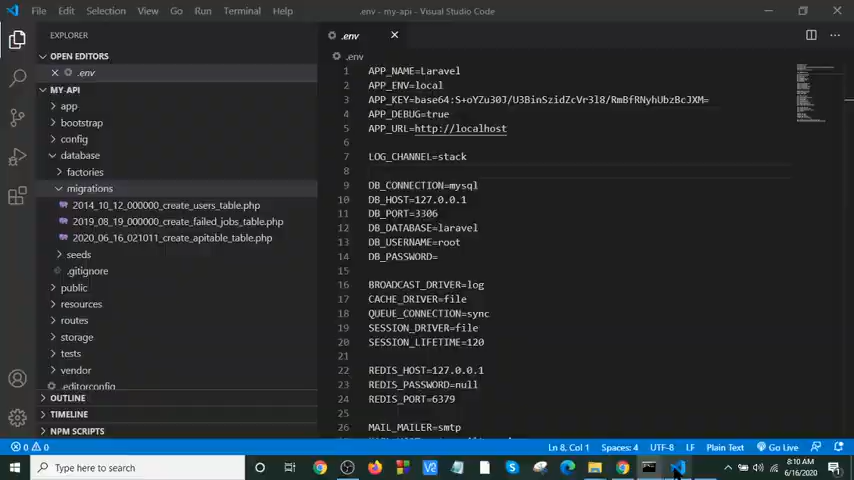 File Edit Selection View Go Run Terminal Help
.env - my-api - Visual Studio Code
EXPLORER
OPEN EDITORS
.env
MY-API
app
bootstrap
config
database
factories
migrations
2014_10_12_000000_create_users_table.php
2019_08_19_000000_create_failed_jobs_table.php
2020_06_16_021011_create_apitable_table.php
seeds
.gitignore
public
resources
routes
storage
tests
vendor
.editorconfig
OUTLINE
TIMELINE
NPM SCRIPTS
.env
.env
1 APP_NAME=Laravel
2 APP_ENV=local
3 APP_KEY=base64:S+oYZu30J/U3BinSzidZcVr3l8/RmBfRNyhUbzBcJXM=
4 APP_DEBUG=true
5 APP_URL=http://localhost
6
7 LOG_CHANNEL=stack
8
9 DB_CONNECTION=mysql
10 DB_HOST=127.0.0.1
11 DB_PORT=3306
12 DB_DATABASE=laravel
13 DB_USERNAME=root
14 DB_PASSWORD=
15
16 BROADCAST_DRIVER=log
17 CACHE_DRIVER=file
18 QUEUE_CONNECTION=sync
19 SESSION_DRIVER=file
20 SESSION_LIFETIME=120
21
22 REDIS_HOST=127.0.0.1
23 REDIS_PASSWORD=null
24 REDIS_PORT=6379
25
26 MAIL_MAILER=smtp
0 0 Ln 8, Col 1 Spaces: 4 UTF-8 LF Plain Text Go Live
Type here to search
8:10 AM
6/16/2020